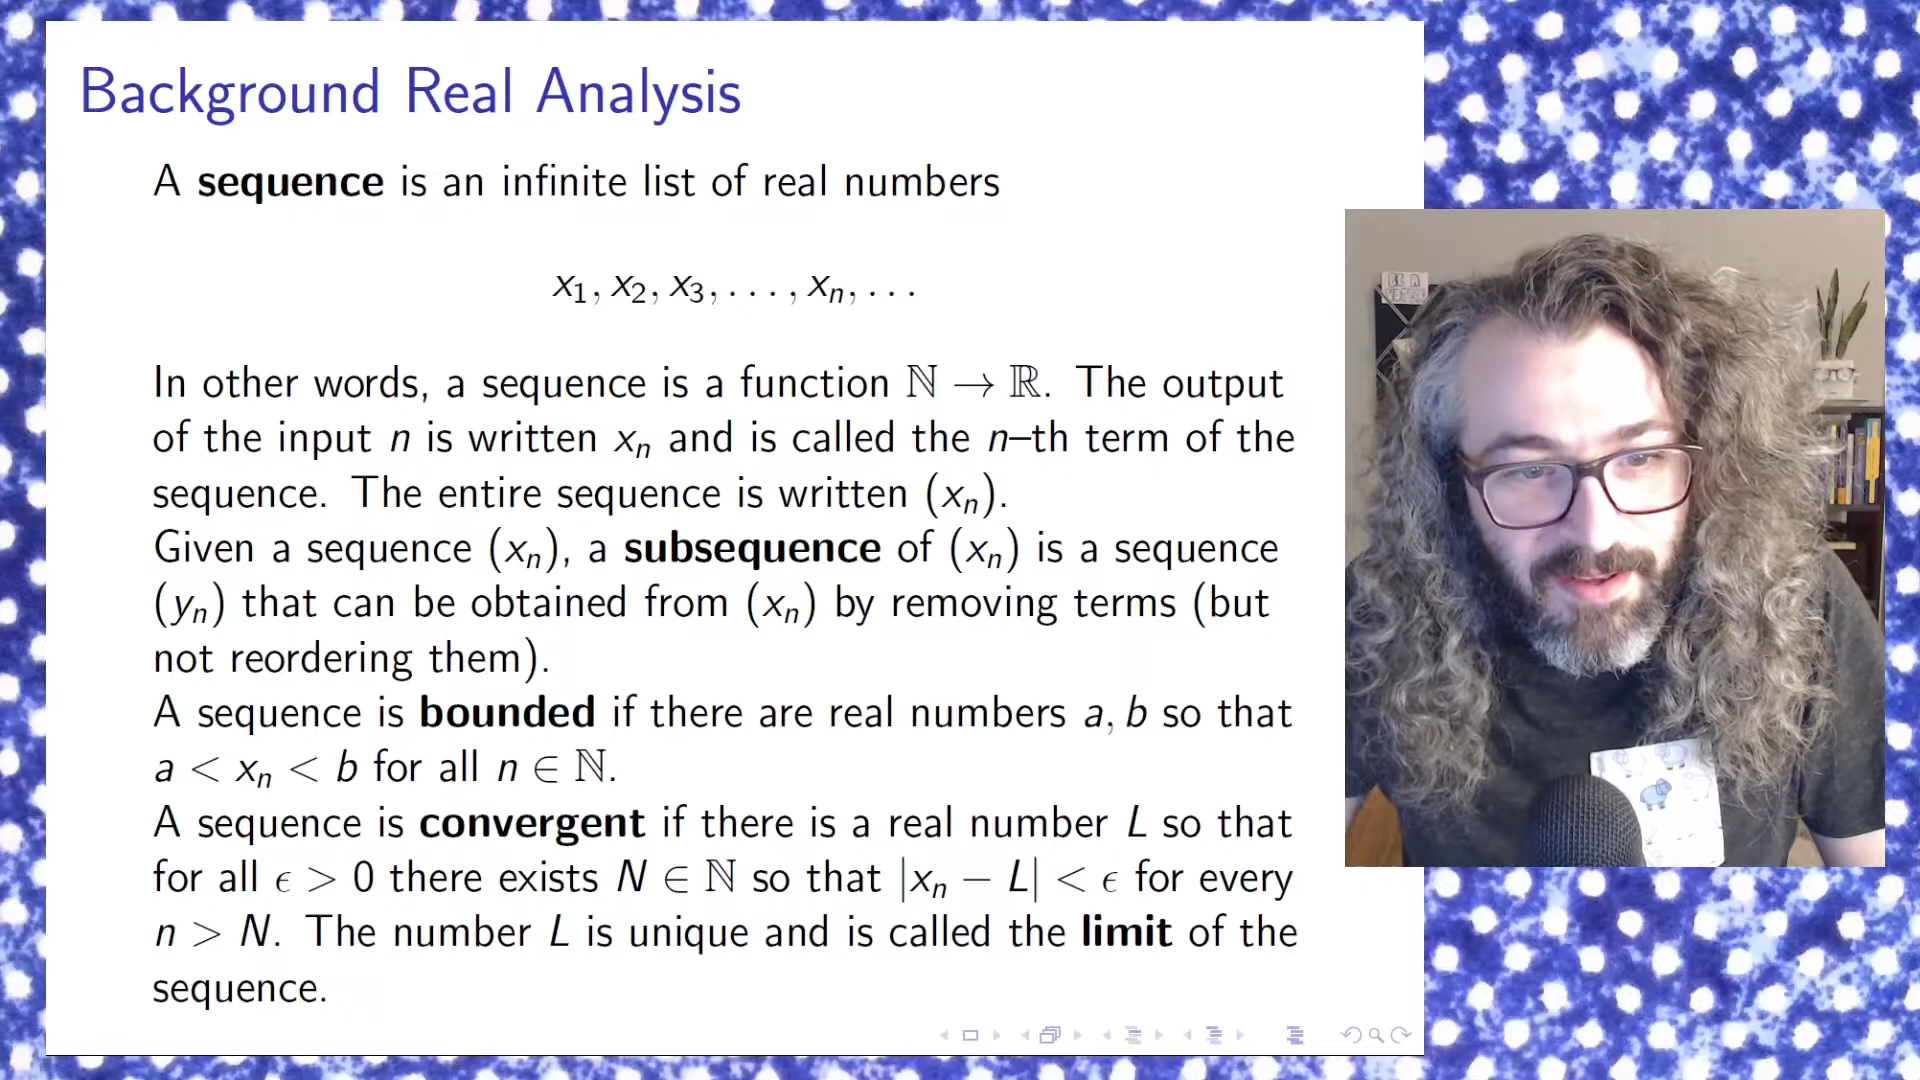 Background Real Analysis
A sequence is an infinite list of real numbers
x₁, x₂, x₃, . . . , xₙ, . . .
In other words, a sequence is a function ℕ → ℝ. The output
of the input n is written xₙ and is called the n–th term of the
sequence. The entire sequence is written (xₙ).
Given a sequence (xₙ), a subsequence of (xₙ) is a sequence
(yₙ) that can be obtained from (xₙ) by removing terms (but
not reordering them).
A sequence is bounded if there are real numbers a, b so that
a < xₙ < b for all n ∈ ℕ.
A sequence is convergent if there is a real number L so that
for all ϵ > 0 there exists N ∈ ℕ so that |xₙ − L| < ϵ for every
n > N. The number L is unique and is called the limit of the
sequence.
BE A